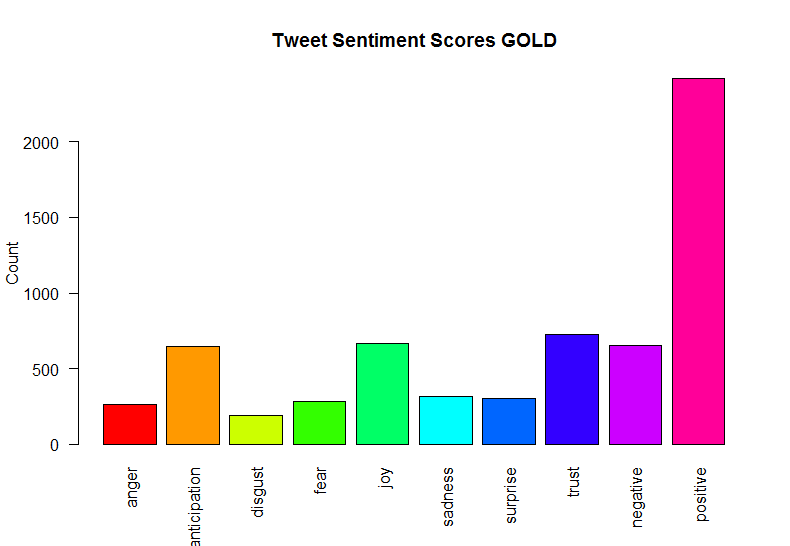 Tweet Sentiment Scores GOLD
Count
2000
1500
1000
500
0
anger
anticipation
disgust
fear
joy
sadness
surprise
trust
negative
positive